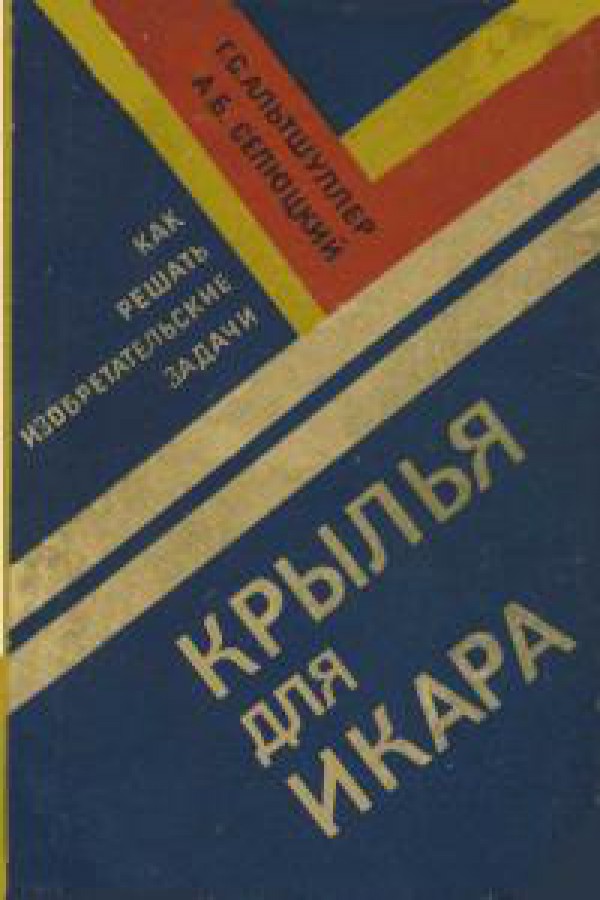 Г.С. АЛЬТШУЛЛЕР
А.Б. СЕЛЮЦКИЙ
КАК
РЕШАТЬ
ИЗОБРЕТАТЕЛЬСКИЕ
ЗАДАЧИ
КРЫЛЬЯ
ДЛЯ
ИКАРА